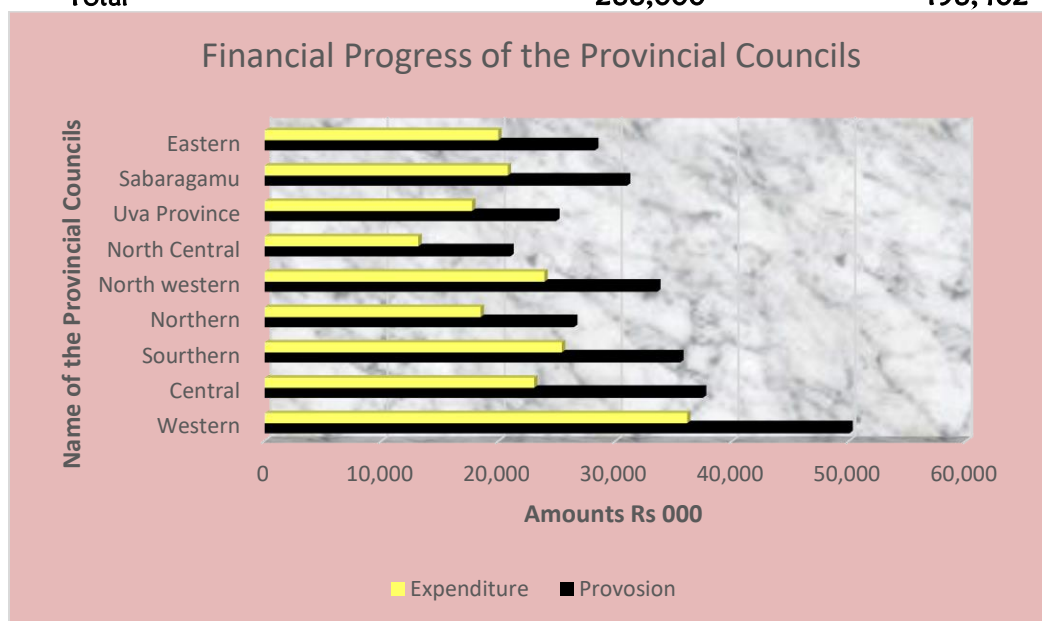 Total
Financial Progress of the Provincial Councils
Name of the Provincial Councils
Eastern
Sabaragamu
Uva Province
North Central
North western
Northern
Sourthern
Central
Western
0 10,000 20,000 30,000 40,000 50,000 60,000
Amounts Rs 000
Expenditure Provosion